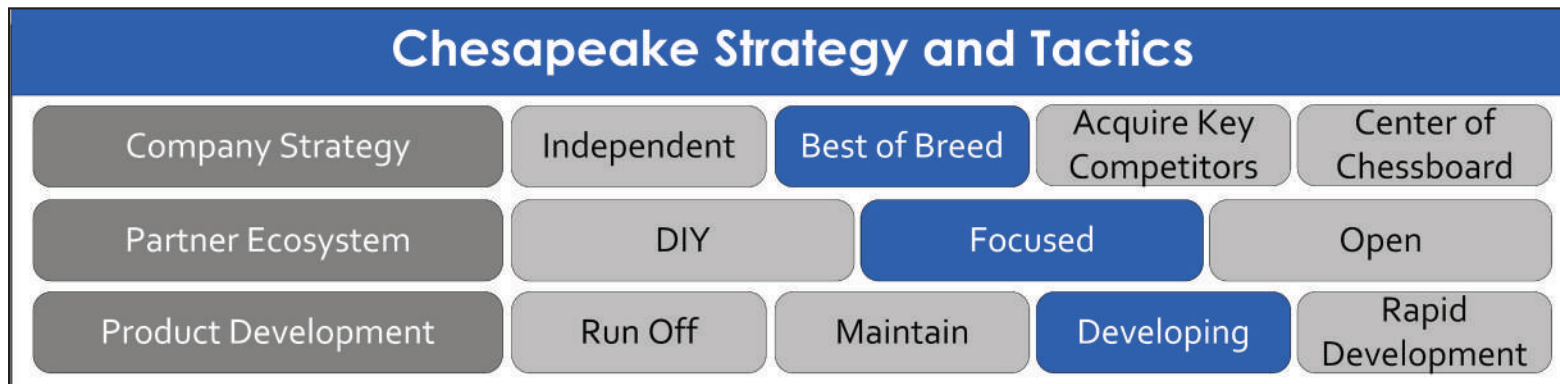 Chesapeake Strategy and Tactics
Company Strategy
Independent
Best of Breed
Acquire Key
Competitors
Center of
Chessboard
Partner Ecosystem
DIY
Focused
Open
Product Development
Run Off
Maintain
Developing
Rapid
Development